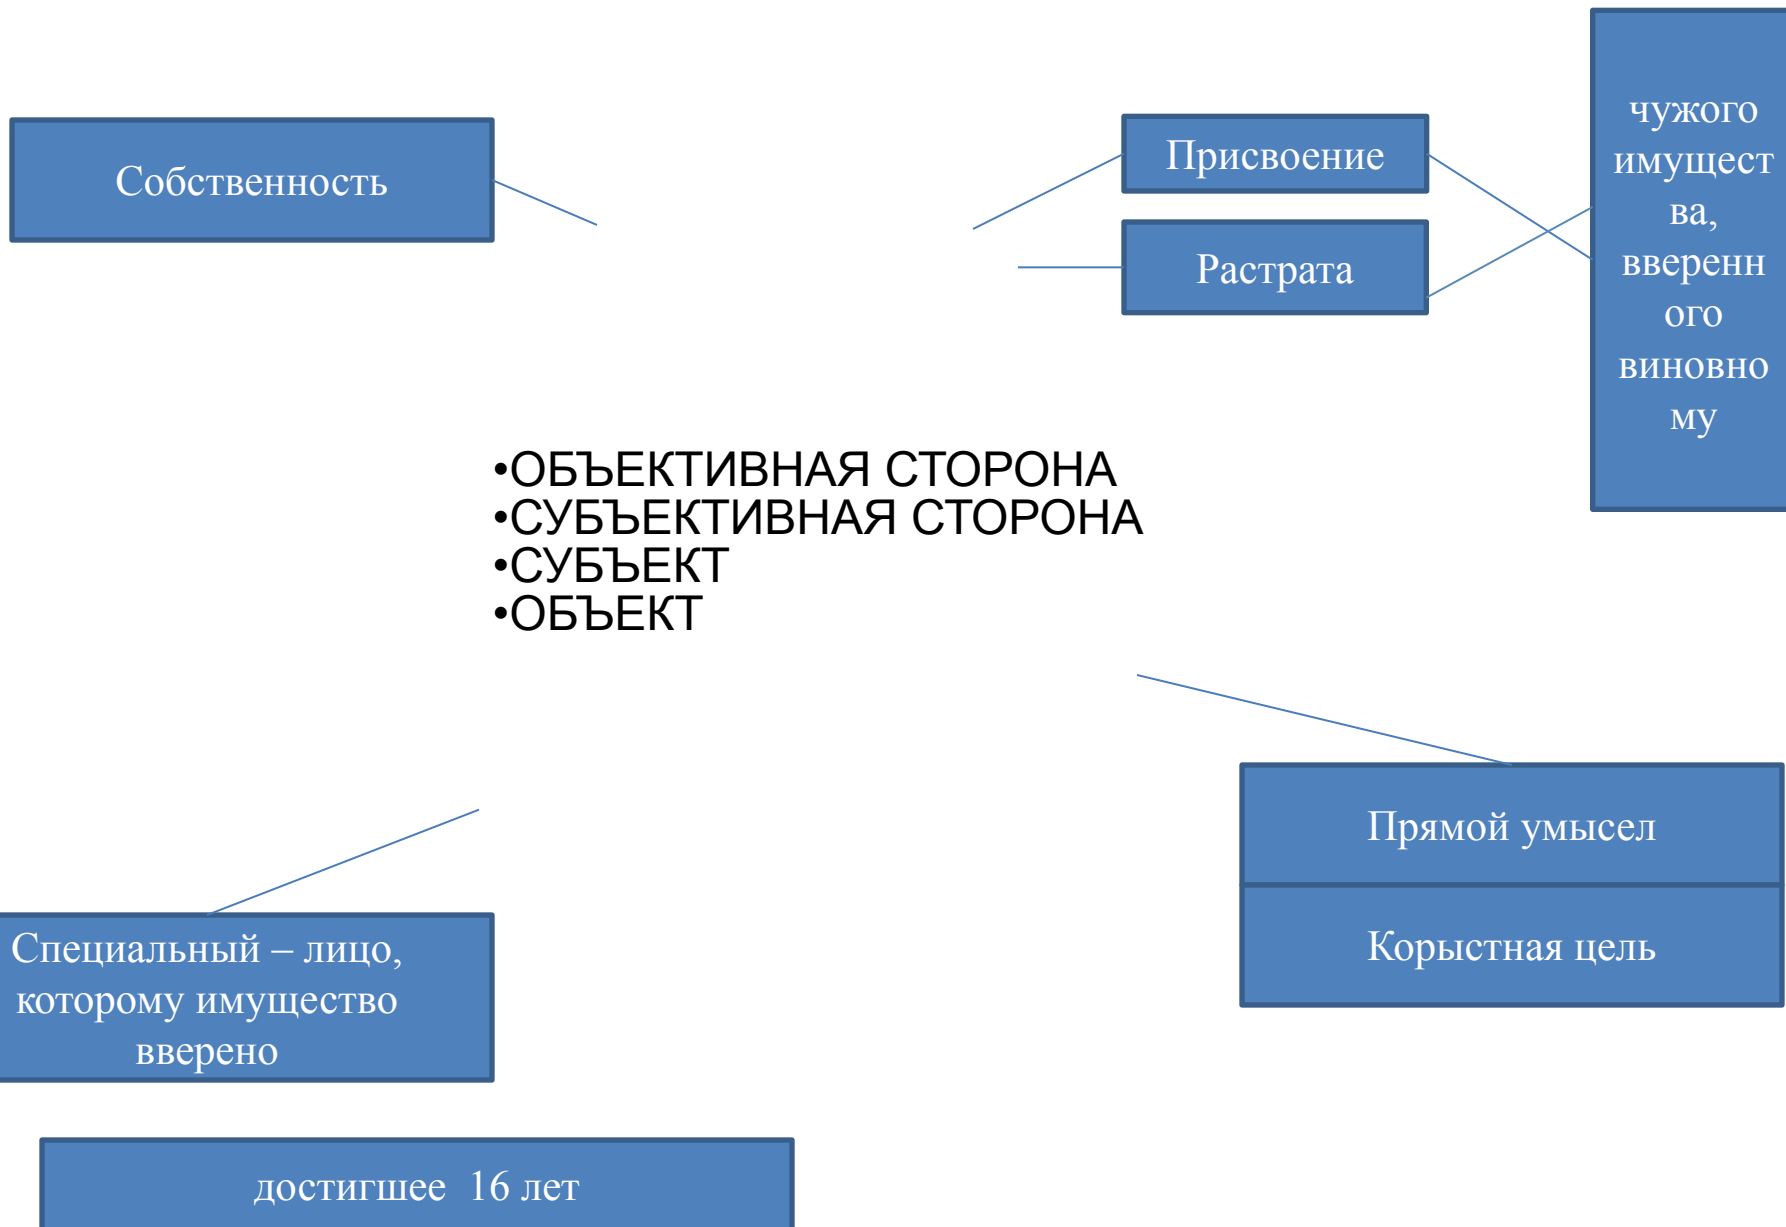 Собственность
Присвоение
Растрата
чужого
имущест
ва,
вверенн
ого
виновно
му
•ОБЪЕКТИВНАЯ СТОРОНА
•СУБЪЕКТИВНАЯ СТОРОНА
•СУБЪЕКТ
•ОБЪЕКТ
Прямой умысел
Корыстная цель
Специальный – лицо,
которому имущество
вверено
достигшее 16 лет